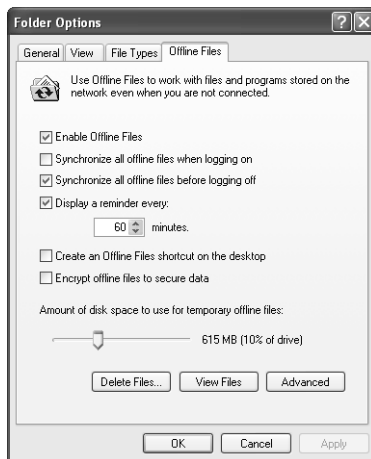 Folder Options
General View File Types Offline Files
Use Offline Files to work with files and programs stored on the
network even when you are not connected.
Enable Offline Files
Synchronize all offline files when logging on
Synchronize all offline files before logging off
Display a reminder every:
60 minutes.
Create an Offline Files shortcut on the desktop
Encrypt offline files to secure data
Amount of disk space to use for temporary offline files:
615 MB (10% of drive)
Delete Files... View Files Advanced
OK Cancel Apply